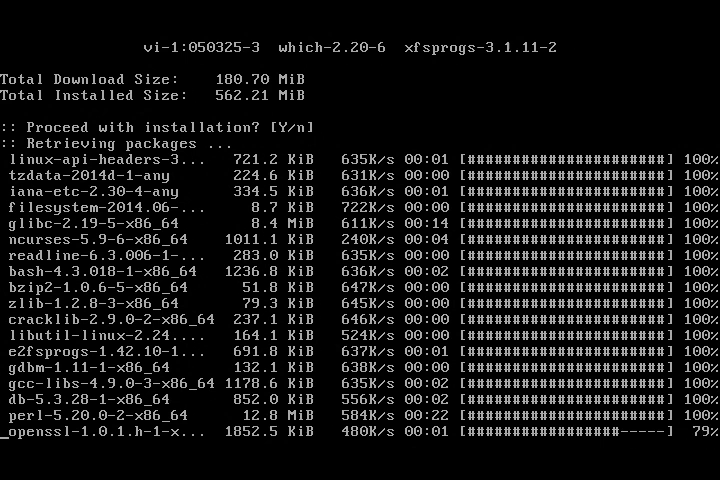 vi-1:050325-3  which-2.20-6  xfsprogs-3.1.11-2
Total Download Size:    180.70 MiB
Total Installed Size:   562.21 MiB
:: Proceed with installation? [Y/n]
:: Retrieving packages ...
linux-api-headers-3...   721.2 KiB   635K/s 00:01 [######################] 100%
tzdata-2014d-1-any       224.6 KiB   631K/s 00:00 [######################] 100%
iana-etc-2.30-4-any      334.5 KiB   636K/s 00:01 [######################] 100%
filesystem-2014.06-...     8.7 KiB   722K/s 00:00 [######################] 100%
glibc-2.19-5-x86_64        8.4 MiB   611K/s 00:14 [######################] 100%
ncurses-5.9-6-x86_64    1011.1 KiB   240K/s 00:04 [######################] 100%
readline-6.3.006-1-...   283.0 KiB   635K/s 00:00 [######################] 100%
bash-4.3.018-1-x86_64   1236.8 KiB   636K/s 00:02 [######################] 100%
bzip2-1.0.6-5-x86_64      51.8 KiB   647K/s 00:00 [######################] 100%
zlib-1.2.8-3-x86_64       79.3 KiB   645K/s 00:00 [######################] 100%
cracklib-2.9.0-2-x86_64  237.1 KiB   646K/s 00:00 [######################] 100%
libutil-linux-2.24....   164.1 KiB   524K/s 00:00 [######################] 100%
e2fsprogs-1.42.10-1...   691.8 KiB   637K/s 00:01 [######################] 100%
gdbm-1.11-1-x86_64       132.1 KiB   638K/s 00:00 [######################] 100%
gcc-libs-4.9.0-3-x86_64 1178.6 KiB   635K/s 00:02 [######################] 100%
db-5.3.28-1-x86_64       852.0 KiB   556K/s 00:02 [######################] 100%
perl-5.20.0-2-x86_64      12.8 MiB   584K/s 00:22 [######################] 100%
_openssl-1.0.1.h-1-x...  1852.5 KiB   480K/s 00:01 [#################-----]  79%